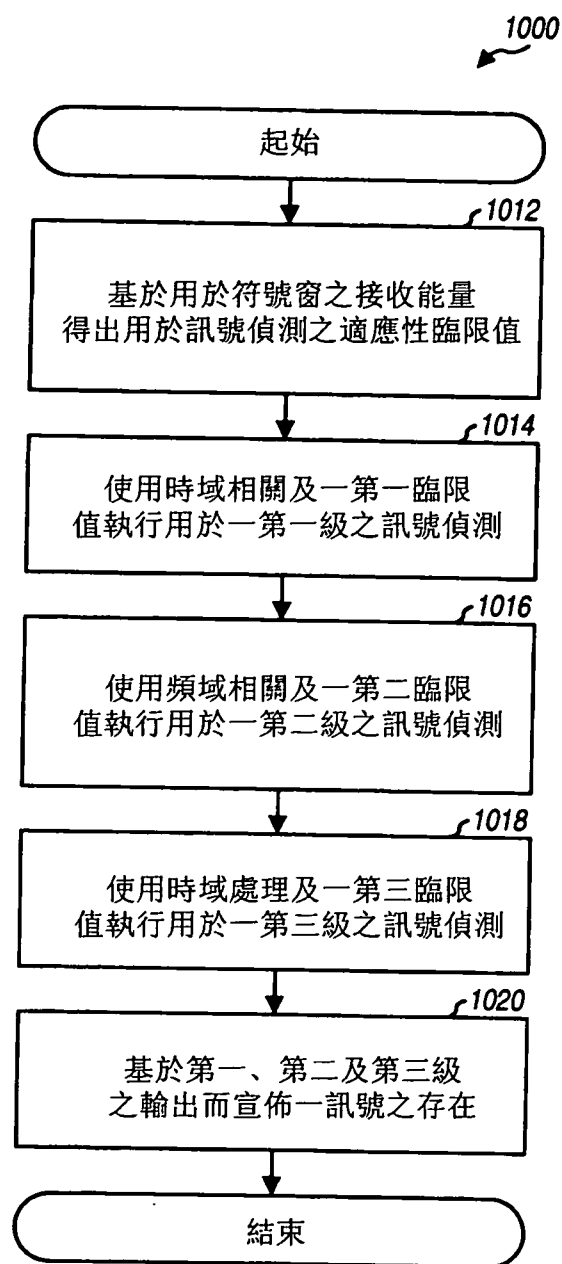 1000
起始
1012
基於用於符號窗之接收能量
得出用於訊號偵測之適應性臨限值
1014
使用時域相關及一第一臨限
值執行用於一第一級之訊號偵測
1016
使用頻域相關及一第二臨限
值執行用於一第二級之訊號偵測
1018
使用時域處理及一第三臨限
值執行用於一第三級之訊號偵測
1020
基於第一、第二及第三級
之輸出而宣佈一訊號之存在
結束